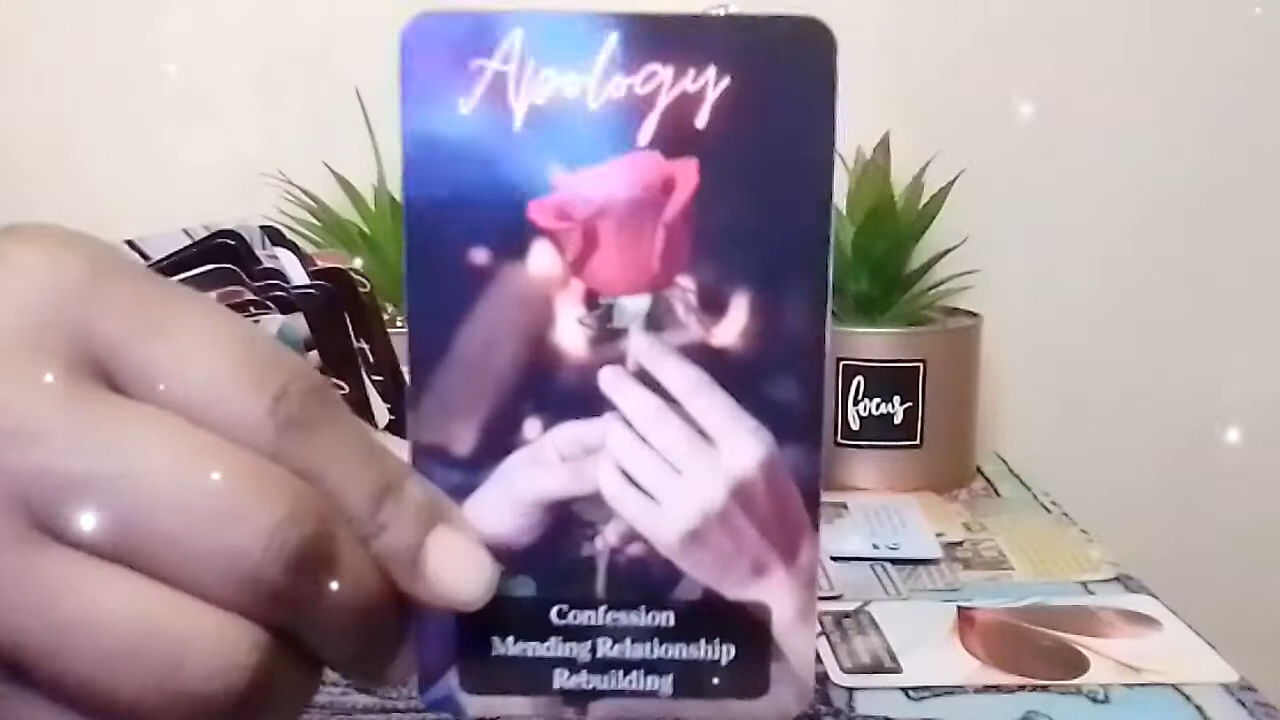 Apology
focus
Confession
Mending Relationship
Rebuilding